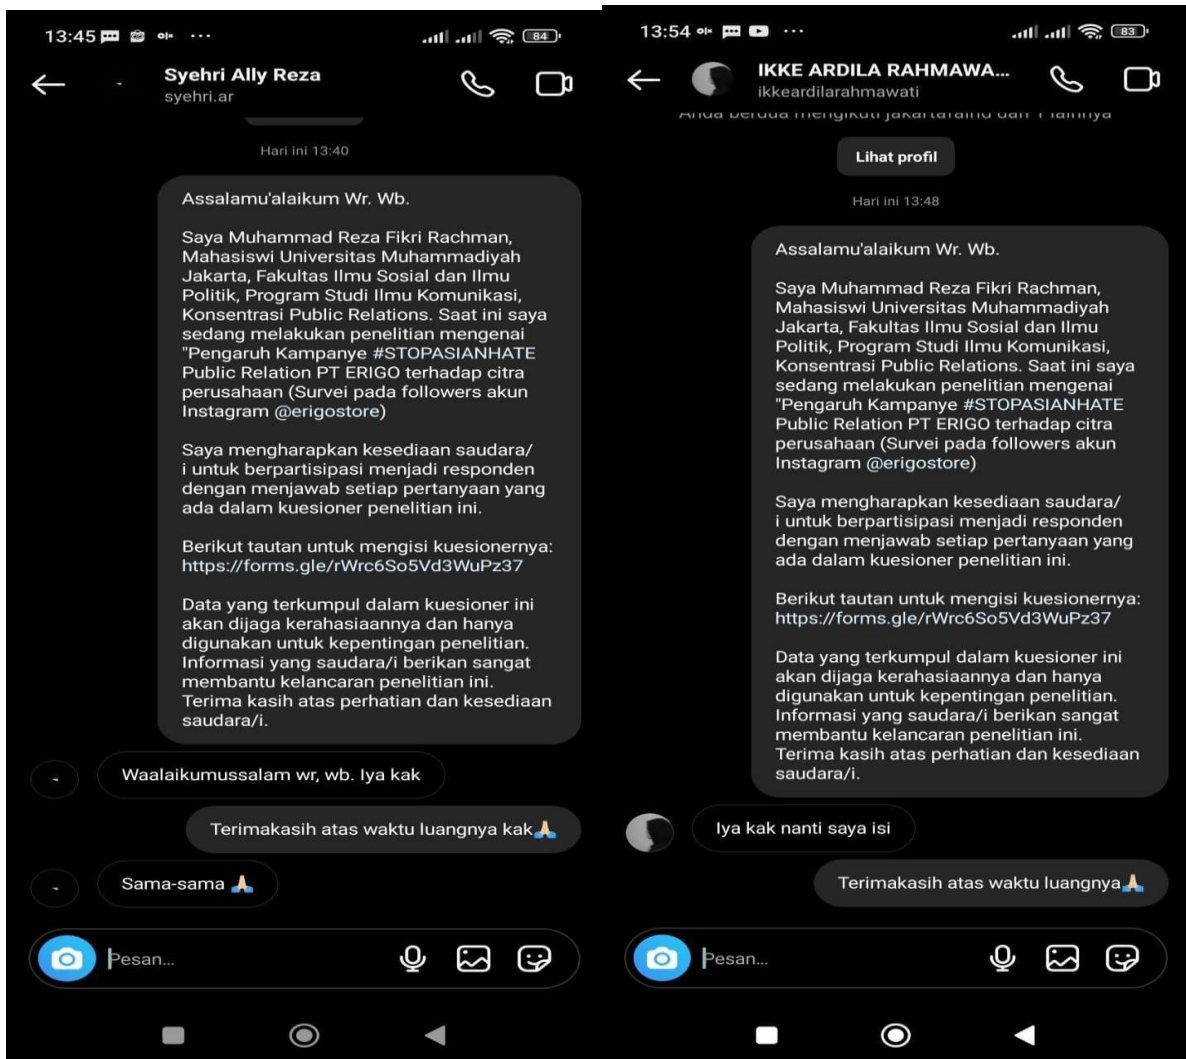 13:45
84
Syehri Ally Reza
syehri.ar
Hari ini 13:40
Assalamu'alaikum Wr. Wb.
Saya Muhammad Reza Fikri Rachman,
Mahasiswi Universitas Muhammadiyah
Jakarta, Fakultas Ilmu Sosial dan Ilmu
Politik, Program Studi Ilmu Komunikasi,
Konsentrasi Public Relations. Saat ini saya
sedang melakukan penelitian mengenai
"Pengaruh Kampanye #STOPASIANHATE
Public Relation PT ERIGO terhadap citra
perusahaan (Survei pada followers akun
Instagram @erigostore)
Saya mengharapkan kesediaan saudara/
i untuk berpartisipasi menjadi responden
dengan menjawab setiap pertanyaan yang
ada dalam kuesioner penelitian ini.
Berikut tautan untuk mengisi kuesionernya:
https://forms.gle/rWrc6So5Vd3WuPz37
Data yang terkumpul dalam kuesioner ini
akan dijaga kerahasiaannya dan hanya
digunakan untuk kepentingan penelitian.
Informasi yang saudara/i berikan sangat
membantu kelancaran penelitian ini.
Terima kasih atas perhatian dan kesediaan
saudara/i.
Waalaikumussalam wr, wb. Iya kak
Terimakasih atas waktu luangnya kak🙏🏻
Sama-sama 🙏🏻
Pesan...
13:54
83
IKKE ARDILA RAHMAWA...
ikkeardilarahmawati
Anda berdua mengikuti jakartafaind dan 1 lainnya
Lihat profil
Hari ini 13:48
Assalamu'alaikum Wr. Wb.
Saya Muhammad Reza Fikri Rachman,
Mahasiswi Universitas Muhammadiyah
Jakarta, Fakultas Ilmu Sosial dan Ilmu
Politik, Program Studi Ilmu Komunikasi,
Konsentrasi Public Relations. Saat ini saya
sedang melakukan penelitian mengenai
"Pengaruh Kampanye #STOPASIANHATE
Public Relation PT ERIGO terhadap citra
perusahaan (Survei pada followers akun
Instagram @erigostore)
Saya mengharapkan kesediaan saudara/
i untuk berpartisipasi menjadi responden
dengan menjawab setiap pertanyaan yang
ada dalam kuesioner penelitian ini.
Berikut tautan untuk mengisi kuesionernya:
https://forms.gle/rWrc6So5Vd3WuPz37
Data yang terkumpul dalam kuesioner ini
akan dijaga kerahasiaannya dan hanya
digunakan untuk kepentingan penelitian.
Informasi yang saudara/i berikan sangat
membantu kelancaran penelitian ini.
Terima kasih atas perhatian dan kesediaan
saudara/i.
Iya kak nanti saya isi
Terimakasih atas waktu luangnya🙏🏻
Pesan...